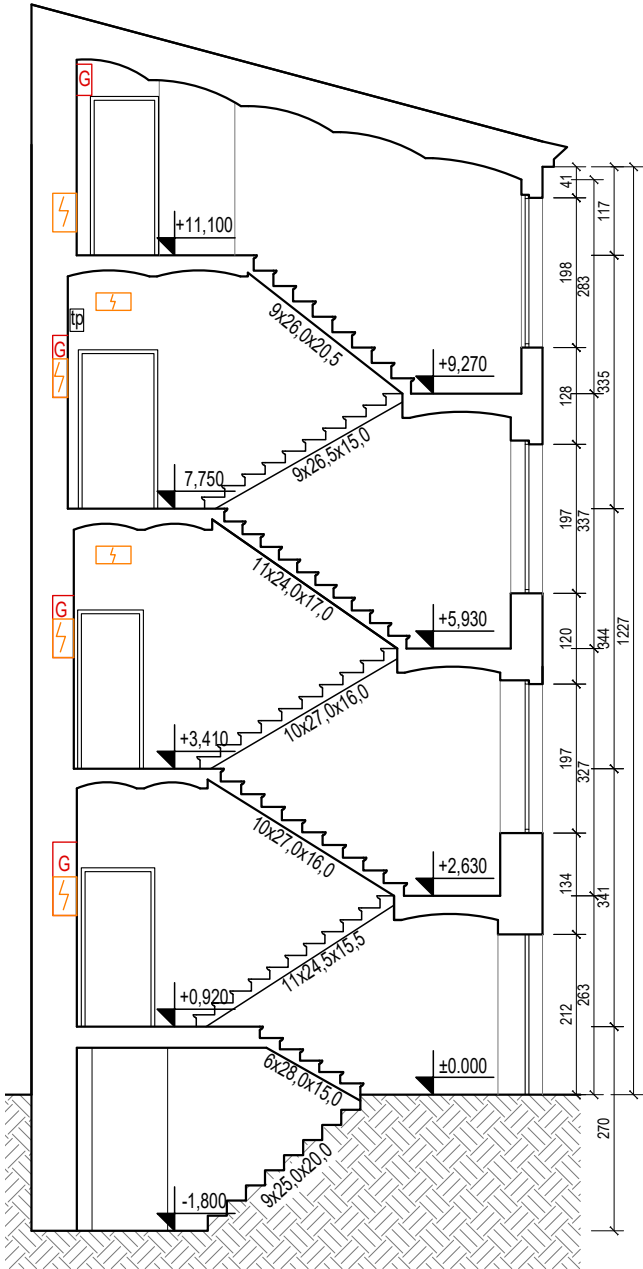 G
41
117
+11,100
198
283
9x26,0x20,5
tp
G
+9,270
335
128
9x26,5x15,0
7,750
197
337
11x24,0x17,0
G
+5,930
120
344
1227
10x27,0x16,0
+3,410
197
327
10x27,0x16,0
G
+2,630
134
341
11x24,5x15,5
+0,920
212
263
6x28,0x15,0
±0.000
270
9x25,0x20,0
-1,800